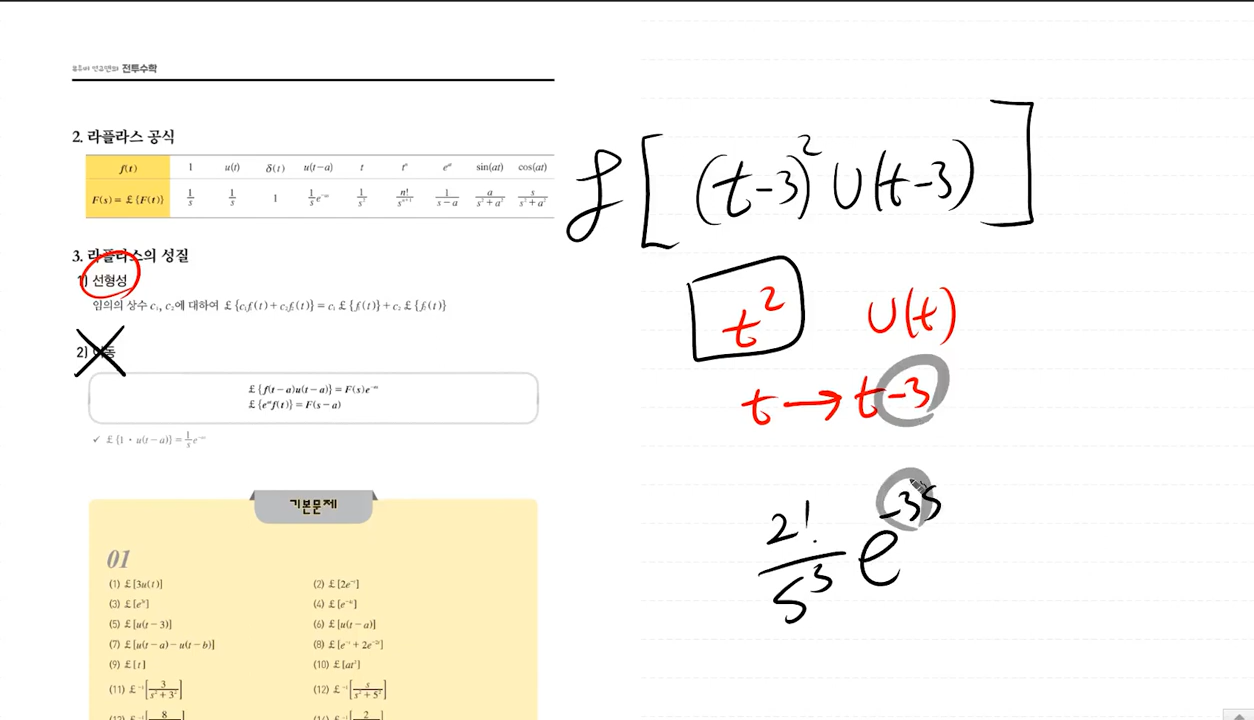 전투수학
2. 라플라스 공식
f(t) 1 u(t) δ(t) u(t−a) t tⁿ eᵃᵗ sin(at) cos(at)
F(s) = £{F(t)} 1/s 1/s 1 1/s e⁻ᵃˢ 1/s² n!/sⁿ⁺¹ 1/(s−a) a/(s²+a²) s/(s²+a²)
3. 라플라스의 성질
1) 선형성
임의의 상수 c₁, c₂에 대하여 £{c₁f₁(t)+c₂f₂(t)} = c₁£{f₁(t)}+c₂£{f₂(t)}
2) 이동
£{f(t−a)u(t−a)} = F(s)e⁻ᵃˢ
£{eᵃᵗf(t)} = F(s−a)
✓ £{1・u(t−a)} = 1/s e⁻ᵃˢ
기본문제
01
(1) £[3u(t)] (2) £[2e⁻ᵗ]
(3) £[e³ᵗ] (4) £[e⁻ᵃᵗ]
(5) £[u(t−3)] (6) £[u(t−a)]
(7) £[u(t−a)−u(t−b)] (8) £[e⁻ᵗ+2e⁻²ᵗ]
(9) £[t] (10) £[at²]
(11) £⁻¹[3/(s²+3²)] (12) £⁻¹[s/(s²+5²)]
£[(t−3)² U(t−3)]
t² U(t)
t → t−3
2!/s³ e⁻³ˢ